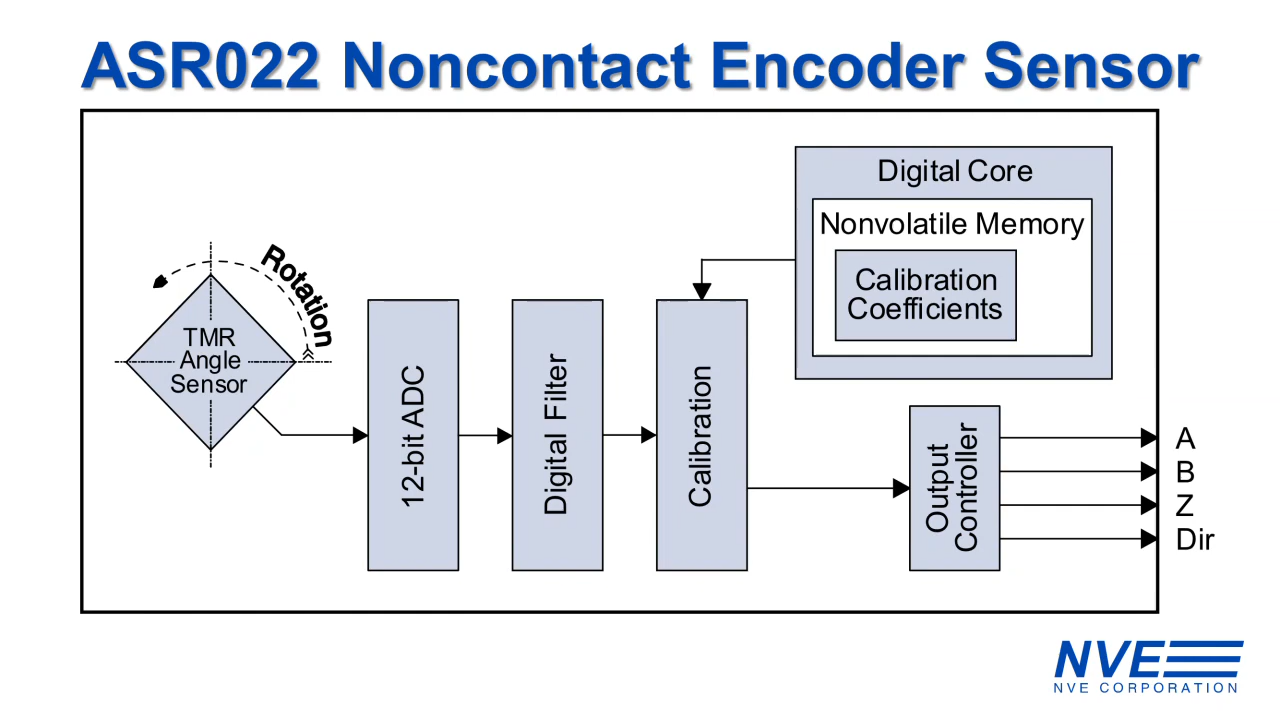 ASR022 Noncontact Encoder Sensor
Digital Core
Nonvolatile Memory
Calibration
Coefficients
Rotation
TMR
Angle
Sensor
12-bit ADC
Digital Filter
Calibration
Output
Controller
A
B
Z
Dir
NVE
NVE CORPORATION